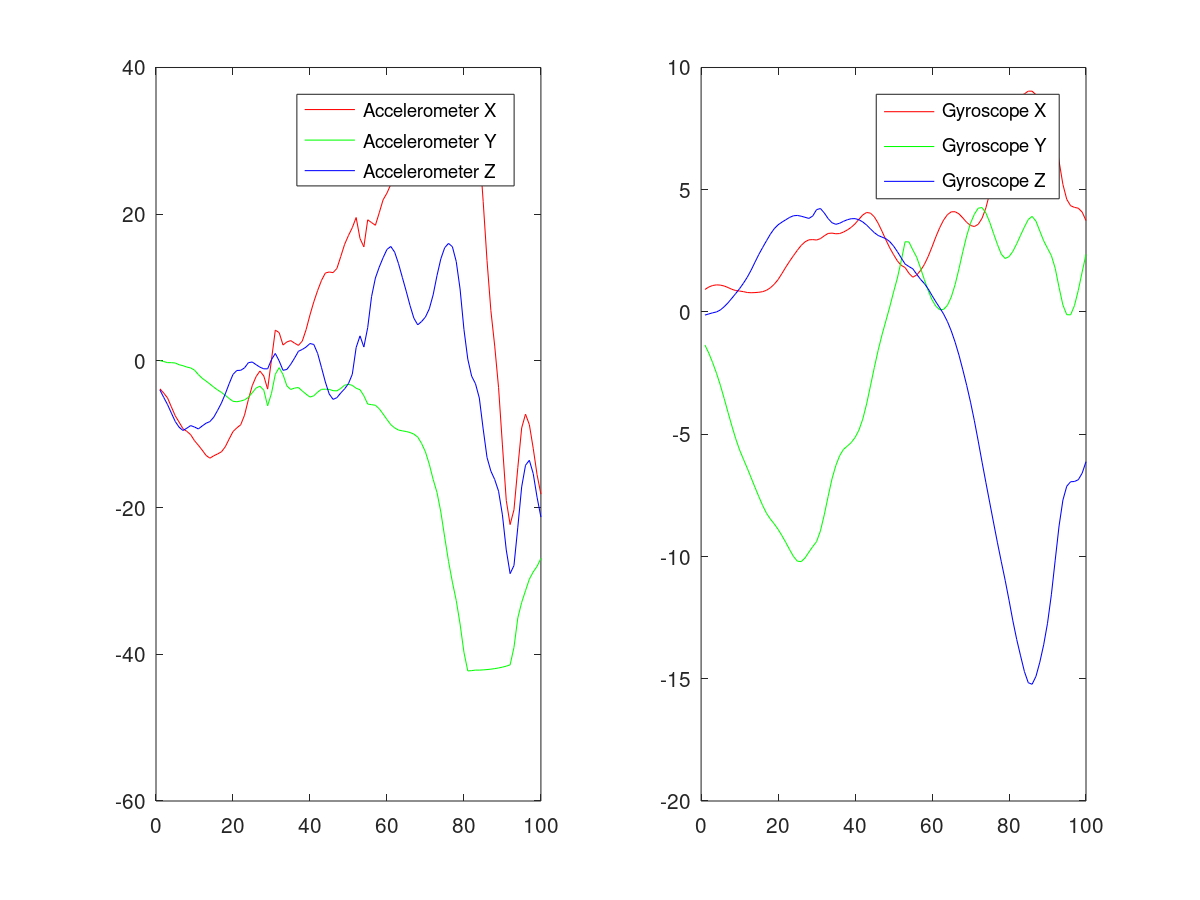 40
20
0
-20
-40
-60
0 20 40 60 80 100
Accelerometer X
Accelerometer Y
Accelerometer Z
10
5
0
-5
-10
-15
-20
0 20 40 60 80 100
Gyroscope X
Gyroscope Y
Gyroscope Z